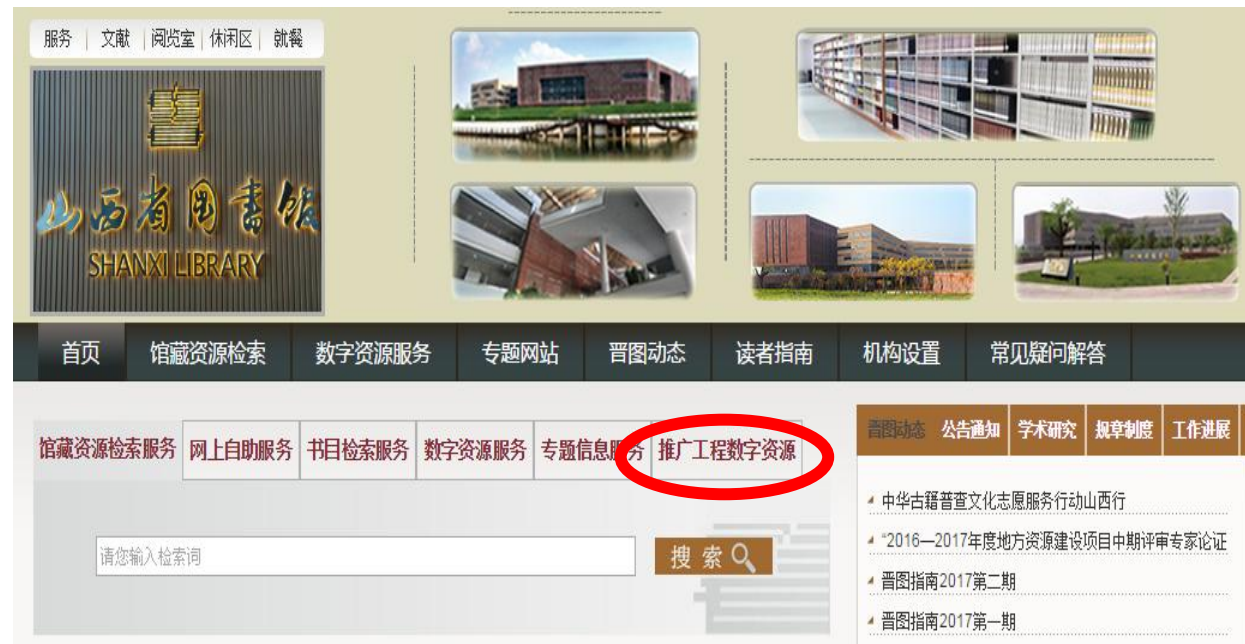 服务 | 文献 | 阅览室 | 休闲区 | 就餐
山西省图书馆
SHANXI LIBRARY
首页 馆藏资源检索 数字资源服务 专题网站 晋图动态 读者指南 机构设置 常见疑问解答
馆藏资源检索服务 网上自助服务 书目检索服务 数字资源服务 专题信息服务 推广工程数字资源
请您输入检索词
搜索
晋图动态 公告通知 学术研究 规章制度 工作进展
中华古籍普查文化志愿服务行动山西行
“2016—2017年度地方资源建设项目中期评审专家论证
晋图指南2017第二期
晋图指南2017第一期